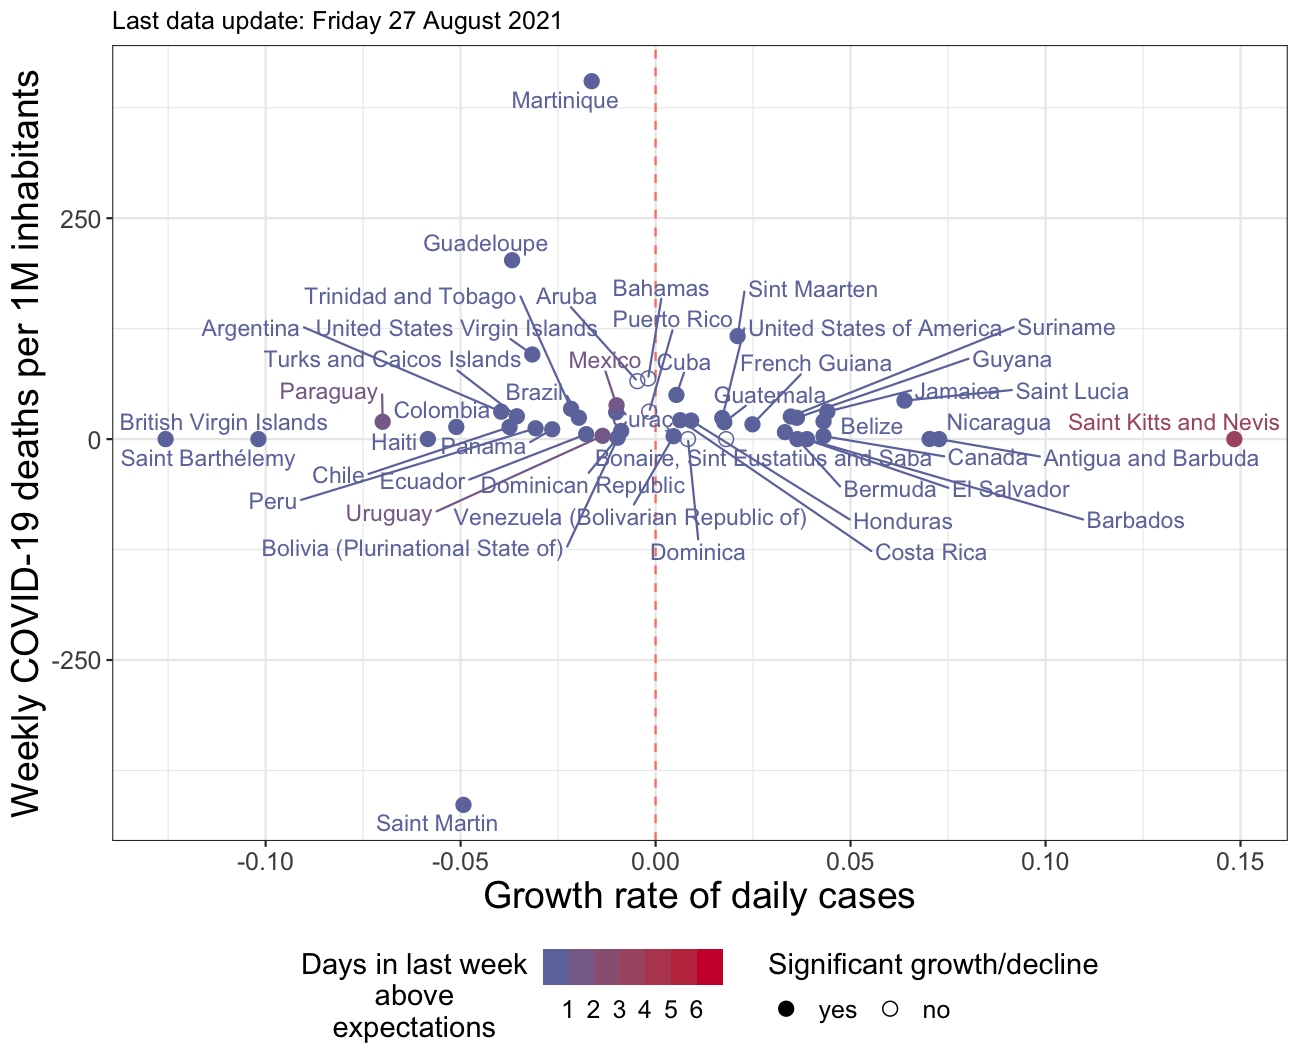 Last data update: Friday 27 August 2021
Weekly COVID-19 deaths per 1M inhabitants
250
0
-250
Martinique
Guadeloupe
Trinidad and Tobago
Aruba
Bahamas
Sint Maarten
Argentina
United States Virgin Islands
Puerto Rico
United States of America
Suriname
Turks and Caicos Islands
Mexico
Cuba
French Guiana
Guyana
Paraguay
Brazil
Guatemala
Jamaica
Saint Lucia
British Virgin Islands
Colombia
Belize
Nicaragua
Saint Kitts and Nevis
Haiti
Panama
Saint Barthélemy
Bonaire, Sint Eustatius and Saba
Canada
Antigua and Barbuda
Chile
Ecuador
Dominican Republic
Bermuda
El Salvador
Peru
Uruguay
Venezuela (Bolivarian Republic of)
Honduras
Barbados
Bolivia (Plurinational State of)
Dominica
Costa Rica
Saint Martin
-0.10
-0.05
0.00
0.05
0.10
0.15
Growth rate of daily cases
Days in last week
above
expectations
1 2 3 4 5 6
Significant growth/decline
yes
no